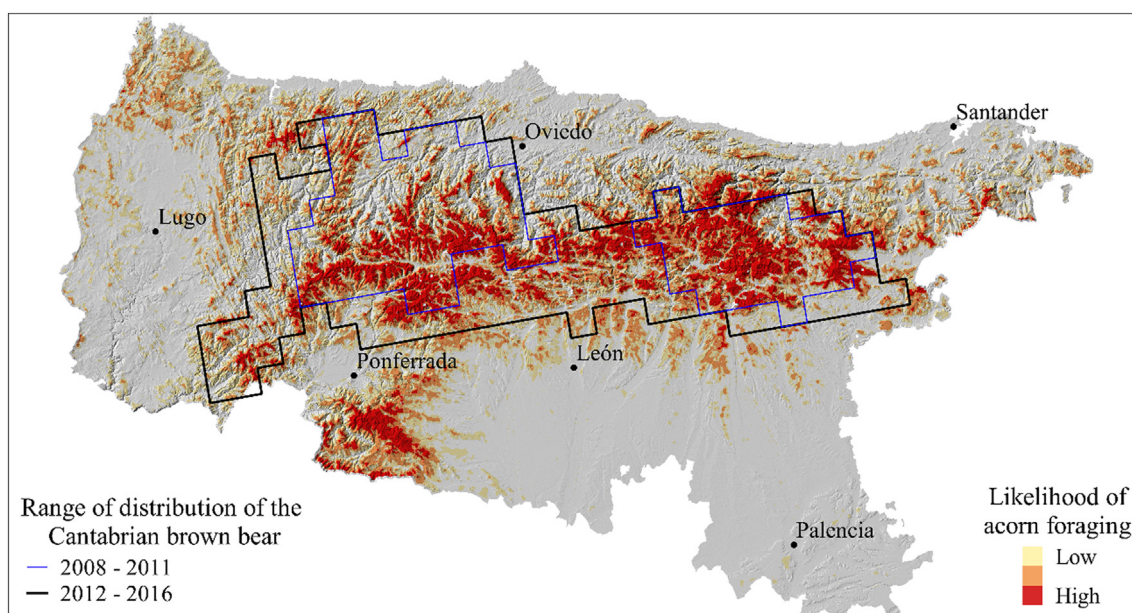 Santander
Oviedo
Lugo
Ponferrada
León
Palencia
Range of distribution of the
Cantabrian brown bear
2008 - 2011
2012 - 2016
Likelihood of
acorn foraging
Low
High